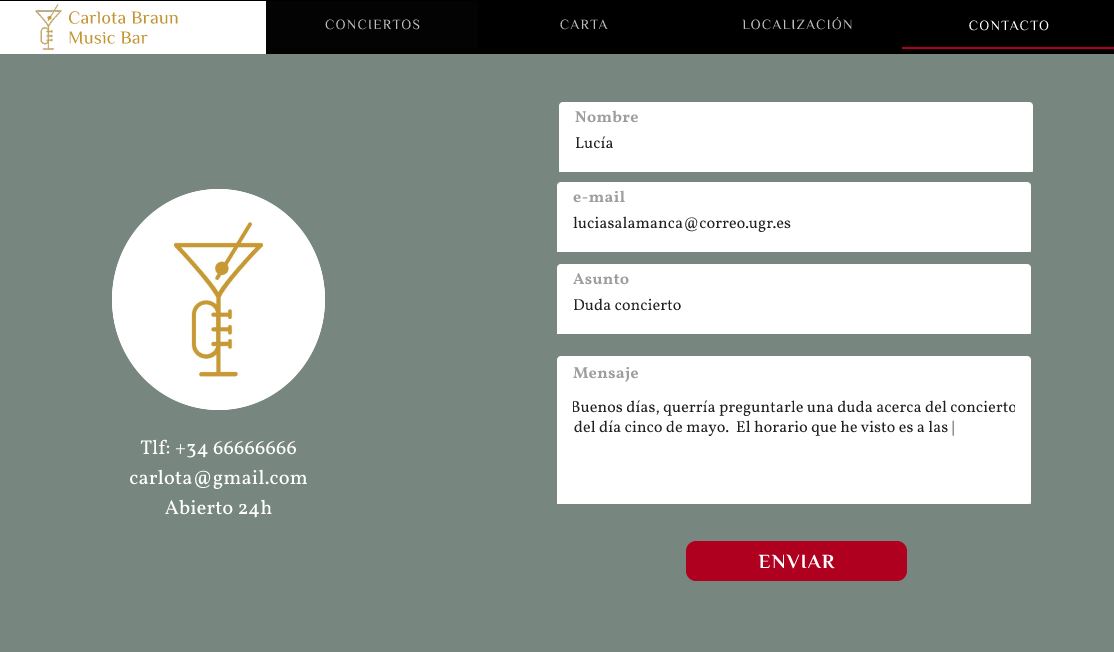 Carlota Braun
Music Bar
CONCIERTOS
CARTA
LOCALIZACIÓN
CONTACTO
Tlf: +34 66666666
carlota@gmail.com
Abierto 24h
Nombre
Lucía
e-mail
luciasalamanca@correo.ugr.es
Asunto
Duda concierto
Mensaje
Buenos días, querría preguntarle una duda acerca del concierto
del día cinco de mayo.  El horario que he visto es a las |
ENVIAR